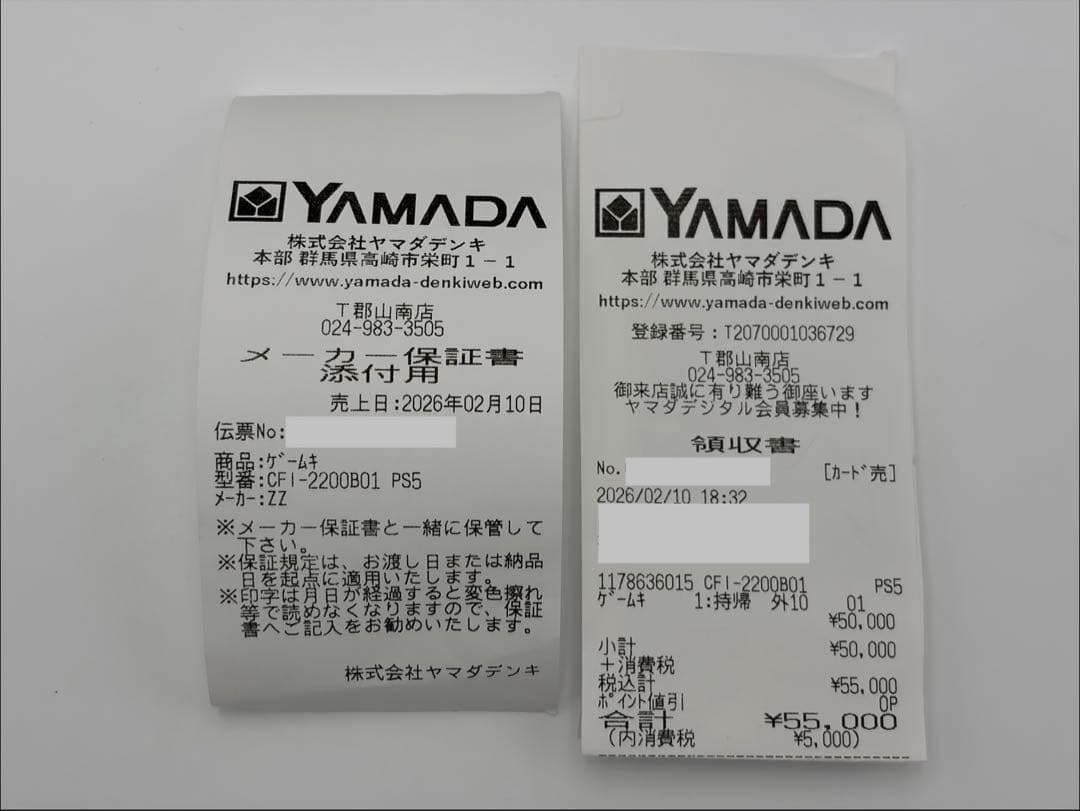 YAMADA
株式会社ヤマダデンキ
本部 群馬県高崎市栄町1-1
https://www.yamada-denkiweb.com
T郡山南店
024-983-3505
メーカー保証書
添付用
売上日:2026年02月10日
伝票No:
商品:ｹﾞｰﾑｷ
型番:CFI-2200B01 PS5
ﾒｰｶｰ:ZZ
※メーカー保証書と一緒に保管して
下さい。
※保証規定は、お渡し日または納品
日を起点に適用いたします。
※印字は月日が経過すると変色擦れ
等で読めなくなりますので、保証
書へご記入をお勧めいたします。
株式会社ヤマダデンキ
YAMADA
株式会社ヤマダデンキ
本部 群馬県高崎市栄町1-1
https://www.yamada-denkiweb.com
登録番号:T2070001036729
T郡山南店
024-983-3505
御来店誠に有り難う御座います
ヤマダデジタル会員募集中!
領収書
No. [ｶｰﾄﾞ売]
2026/02/10 18:32
1178636015 CFI-2200B01 PS5
ｹﾞｰﾑｷ 1:持帰 外10 01
¥50,000
小計 ¥50,000
+消費税
税込計 ¥55,000
ﾎﾟｲﾝﾄ値引 0P
合計 ¥55,000
(内消費税 ¥5,000)